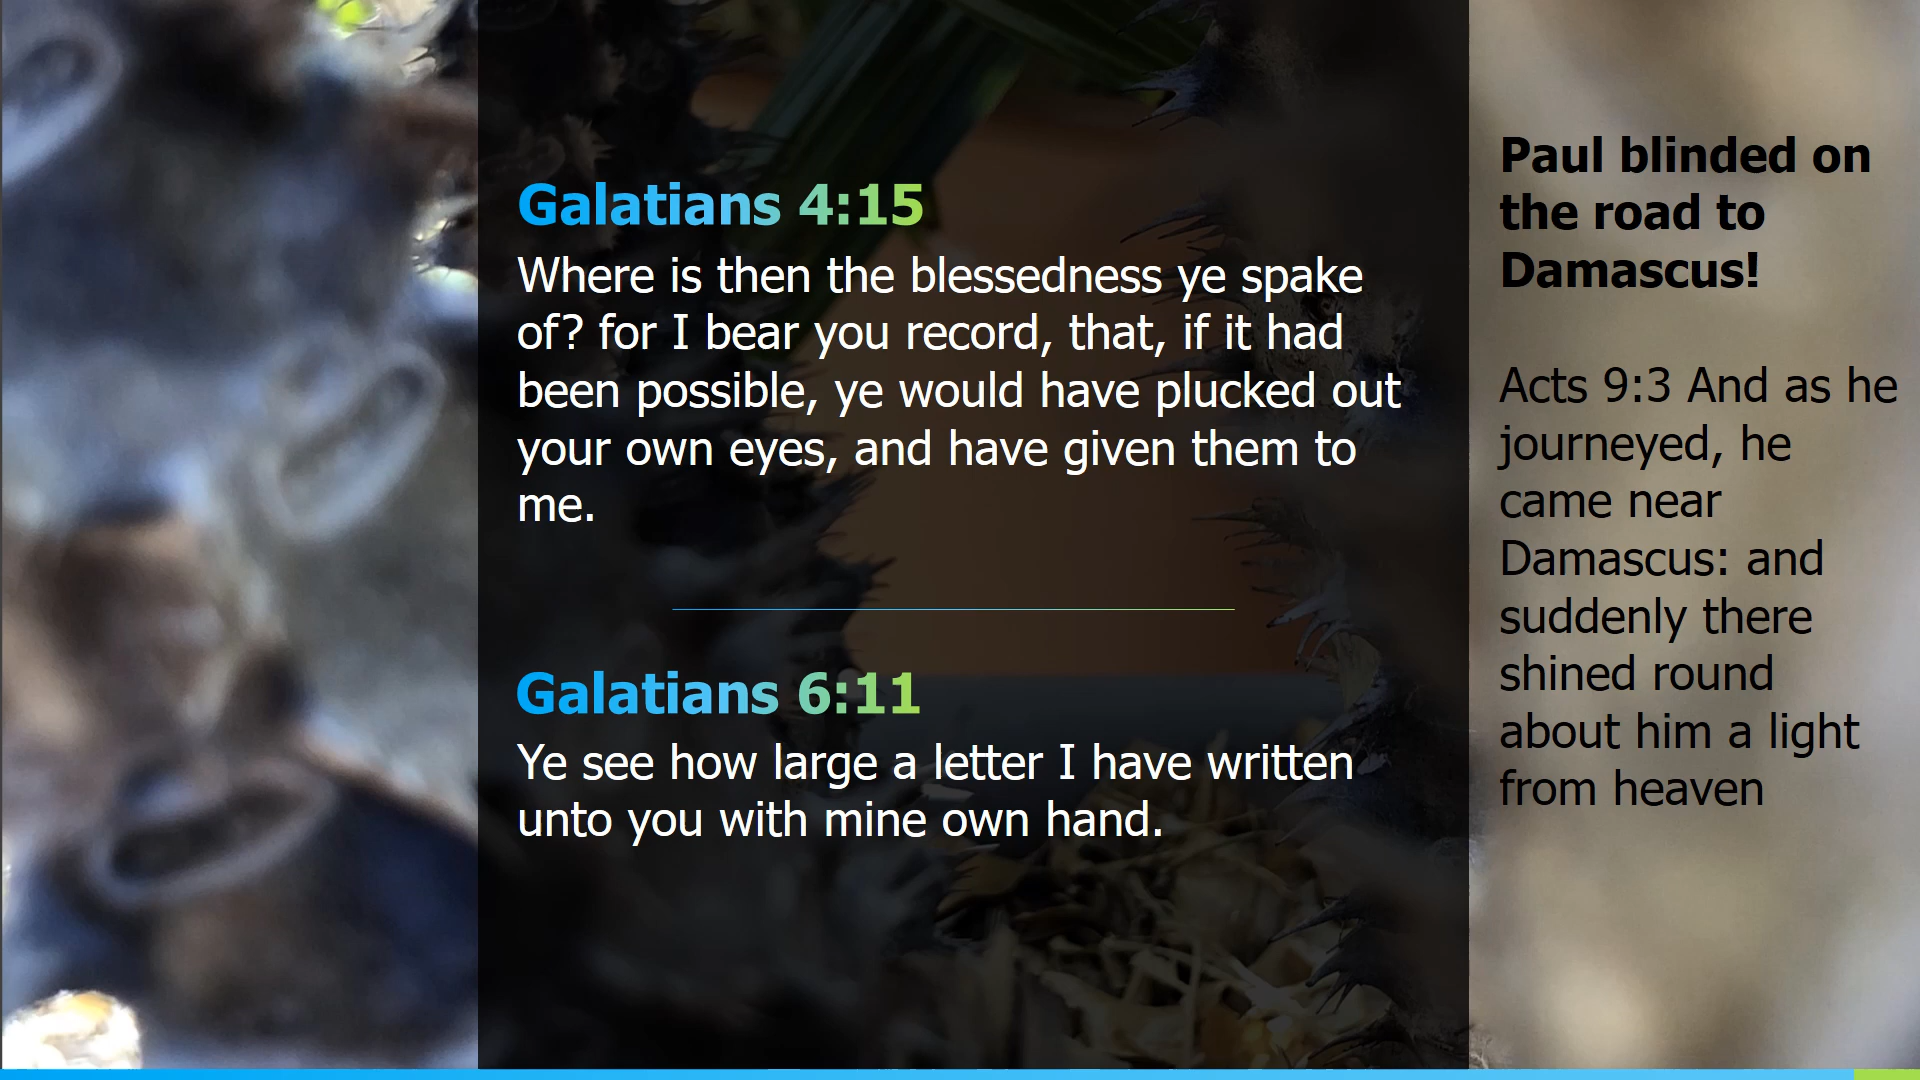 Galatians 4:15
Where is then the blessedness ye spake
of? for I bear you record, that, if it had
been possible, ye would have plucked out
your own eyes, and have given them to
me.
Galatians 6:11
Ye see how large a letter I have written
unto you with mine own hand.
Paul blinded on
the road to
Damascus!
Acts 9:3 And as he
journeyed, he
came near
Damascus: and
suddenly there
shined round
about him a light
from heaven